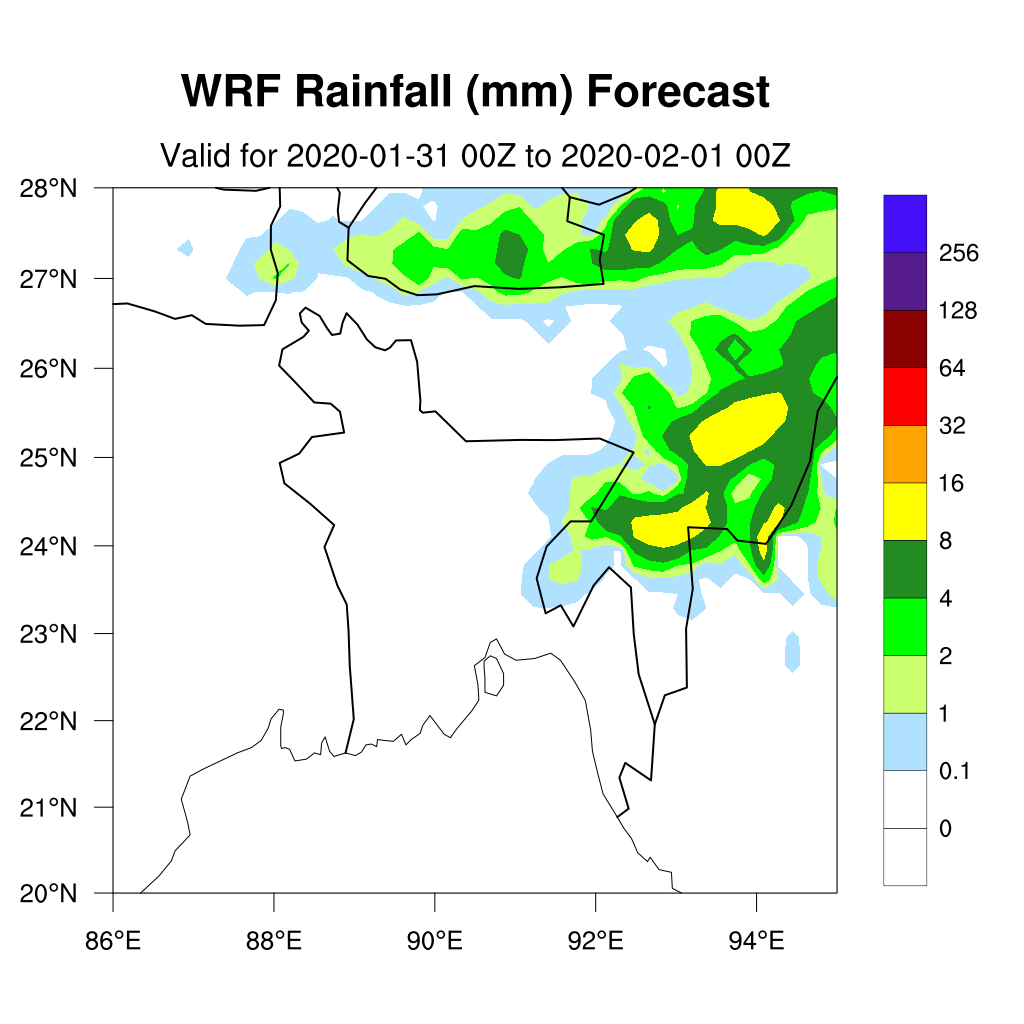 WRF Rainfall (mm) Forecast
Valid for 2020-01-31 00Z to 2020-02-01 00Z
28°N
27°N
26°N
25°N
24°N
23°N
22°N
21°N
20°N
86°E
88°E
90°E
92°E
94°E
256
128
64
32
16
8
4
2
1
0.1
0